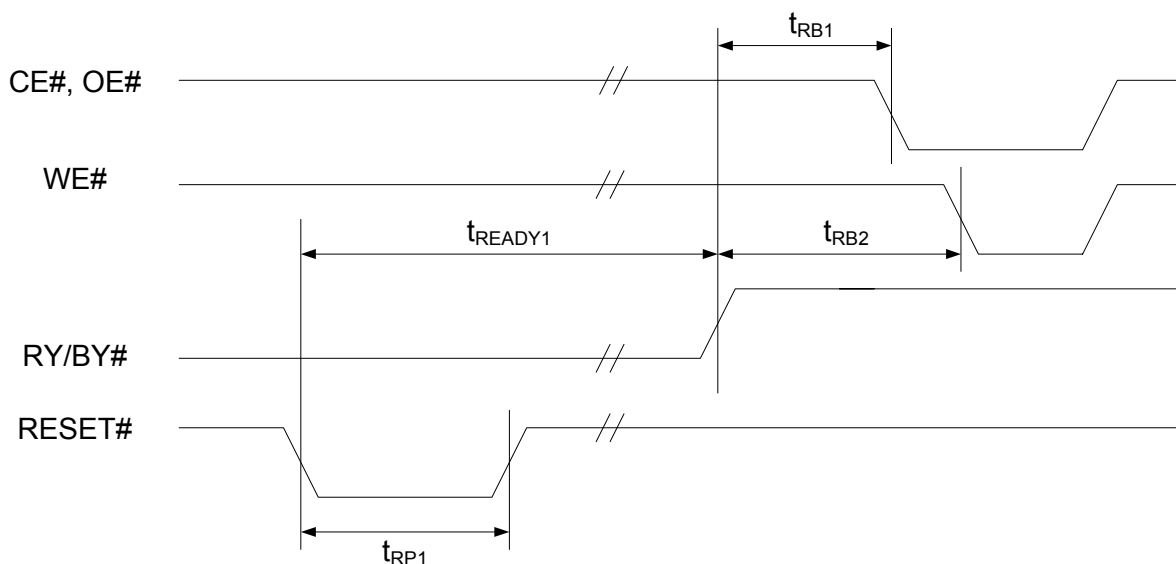 tRB1
CE#, OE#
WE#
tREADY1
tRB2
RY/BY#
RESET#
tRP1